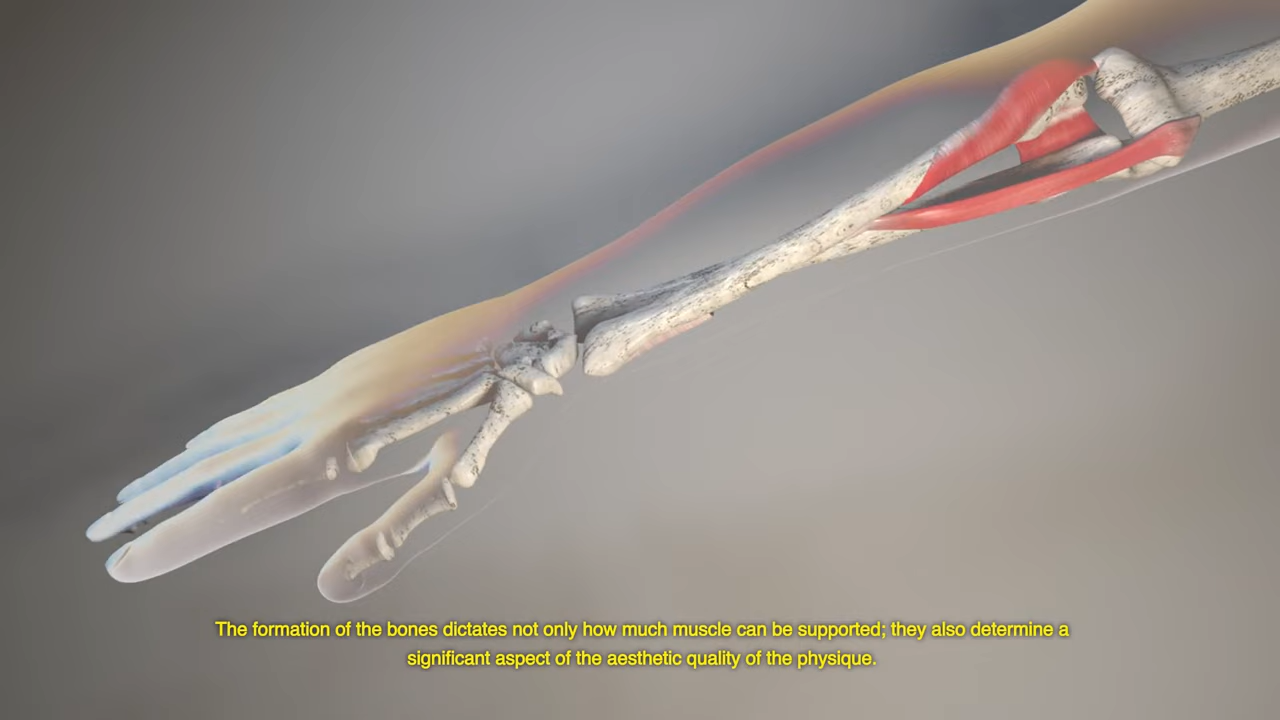 The formation of the bones dictates not only how much muscle can be supported; they also determine a
significant aspect of the aesthetic quality of the physique.